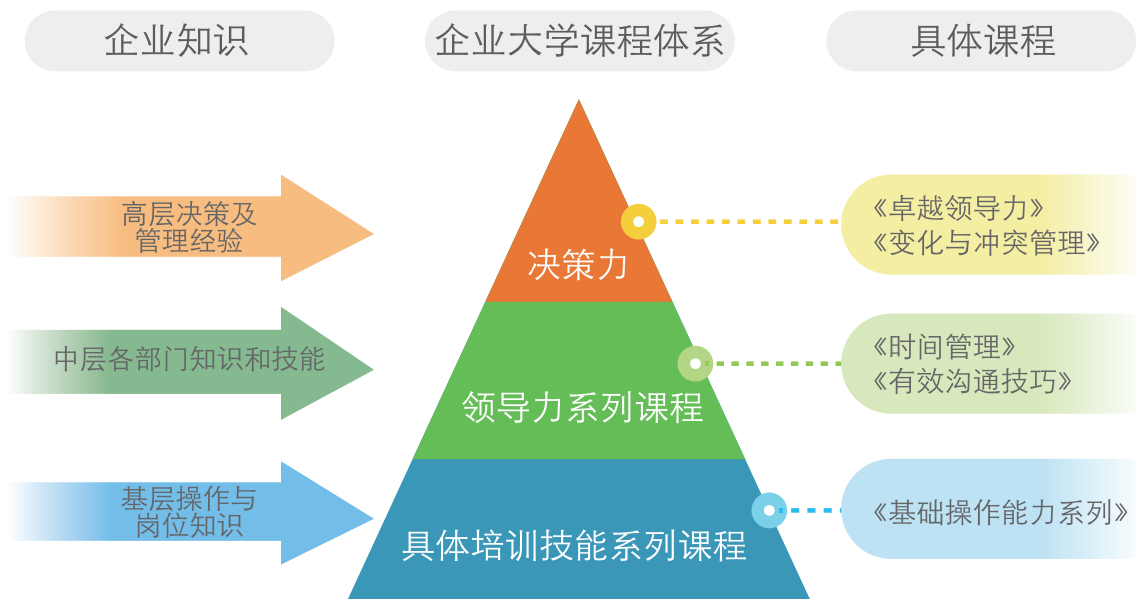 企业知识
企业大学课程体系
具体课程
高层决策及
管理经验
决策力
《卓越领导力》
《变化与冲突管理》
中层各部门知识和技能
领导力系列课程
《时间管理》
《有效沟通技巧》
基层操作与
岗位知识
具体培训技能系列课程
《基础操作能力系列》